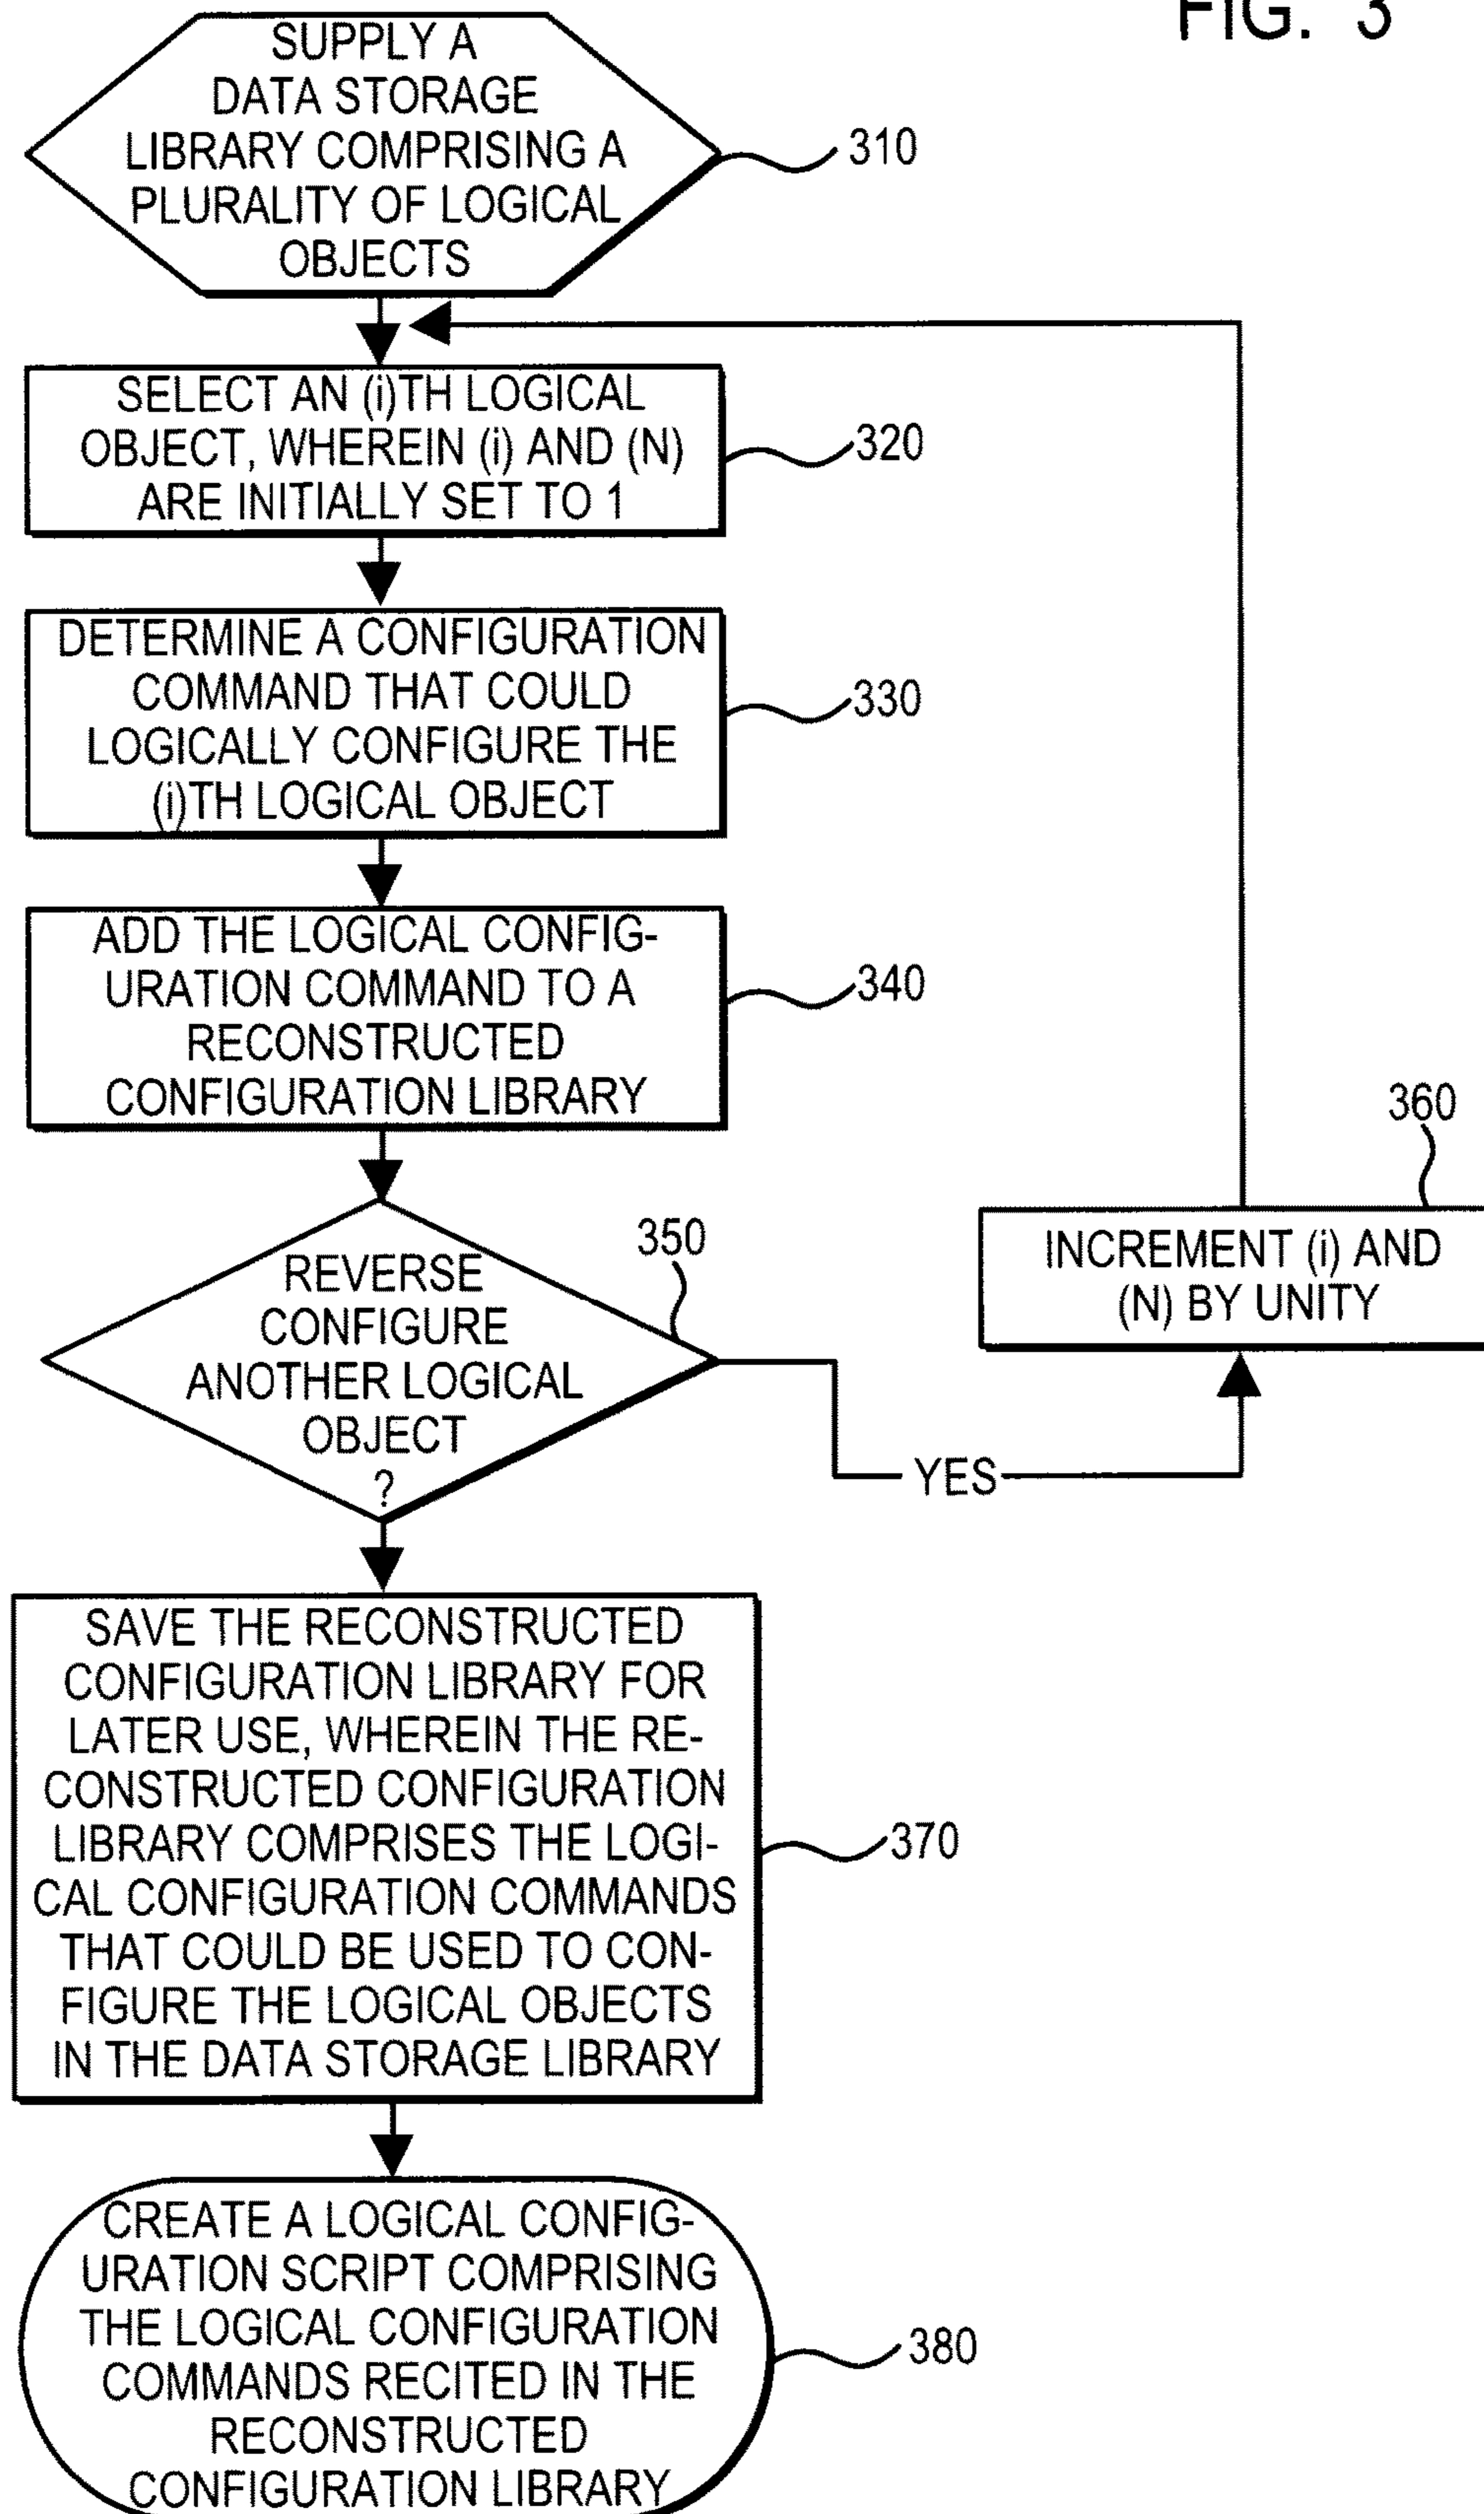 FIG. 3
SUPPLY A
DATA STORAGE
LIBRARY COMPRISING A
PLURALITY OF LOGICAL
OBJECTS
310
SELECT AN (i)TH LOGICAL
OBJECT, WHEREIN (i) AND (N)
ARE INITIALLY SET TO 1
320
DETERMINE A CONFIGURATION
COMMAND THAT COULD
LOGICALLY CONFIGURE THE
(i)TH LOGICAL OBJECT
330
ADD THE LOGICAL CONFIG-
URATION COMMAND TO A
RECONSTRUCTED
CONFIGURATION LIBRARY
340
360
INCREMENT (i) AND
(N) BY UNITY
350
REVERSE
CONFIGURE
ANOTHER LOGICAL
OBJECT
?
YES
SAVE THE RECONSTRUCTED
CONFIGURATION LIBRARY FOR
LATER USE, WHEREIN THE RE-
CONSTRUCTED CONFIGURATION
LIBRARY COMPRISES THE LOGI-
CAL CONFIGURATION COMMANDS
THAT COULD BE USED TO CON-
FIGURE THE LOGICAL OBJECTS
IN THE DATA STORAGE LIBRARY
370
CREATE A LOGICAL CONFIG-
URATION SCRIPT COMPRISING
THE LOGICAL CONFIGURATION
COMMANDS RECITED IN THE
RECONSTRUCTED
CONFIGURATION LIBRARY
380